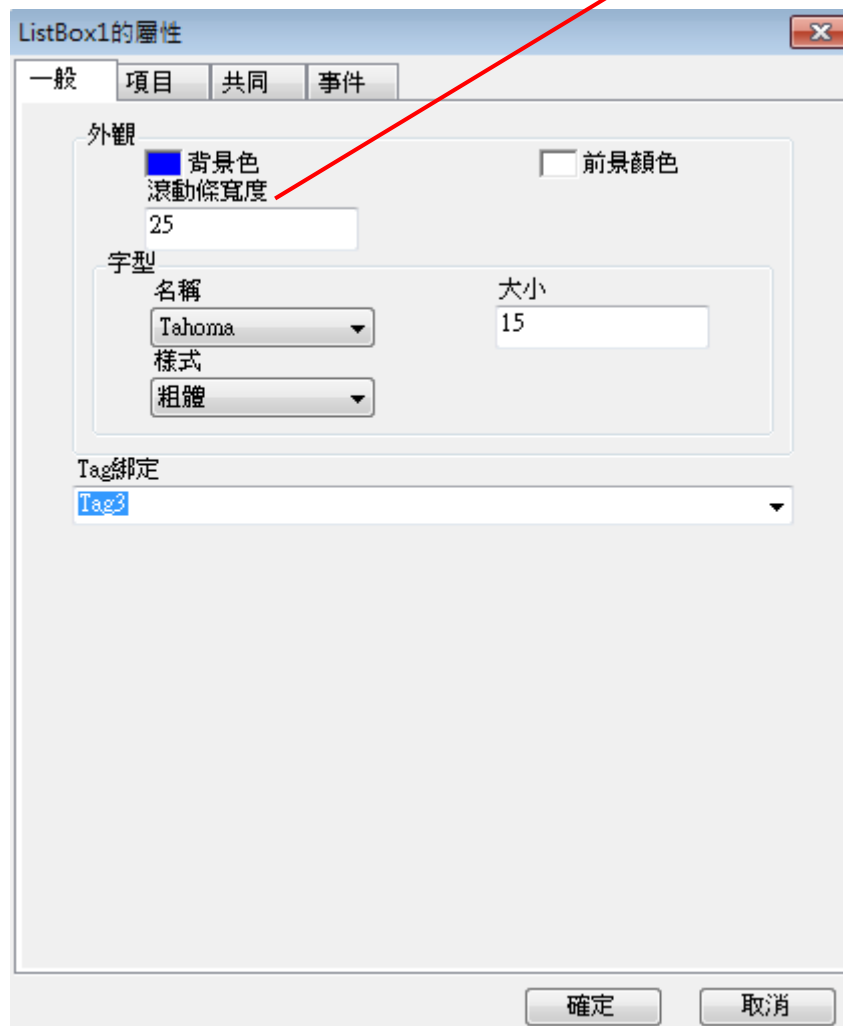 ListBox1的屬性
一般 項目 共同 事件
外觀
背景色 前景顏色
滾動條寬度
25
字型
名稱 大小
Tahoma 15
樣式
粗體
Tag綁定
Tag3
確定 取消